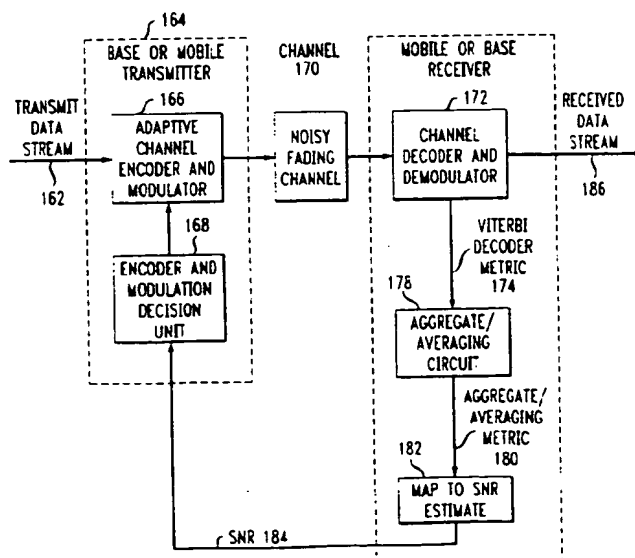 164
BASE OR MOBILE
TRANSMITTER
CHANNEL
170
MOBILE OR BASE
RECEIVER
TRANSMIT
DATA
STREAM
162
166
ADAPTIVE
CHANNEL
ENCODER AND
MODULATOR
NOISY
FADING
CHANNEL
172
CHANNEL
DECODER AND
DEMODULATOR
RECEIVED
DATA
STREAM
186
168
ENCODER AND
MODULATION
DECISION
UNIT
VITERBI
DECODER
METRIC
174
178
AGGREGATE/
AVERAGING
CIRCUIT
AGGREGATE/
AVERAGING
METRIC
180
182
MAP TO SNR
ESTIMATE
SNR 184